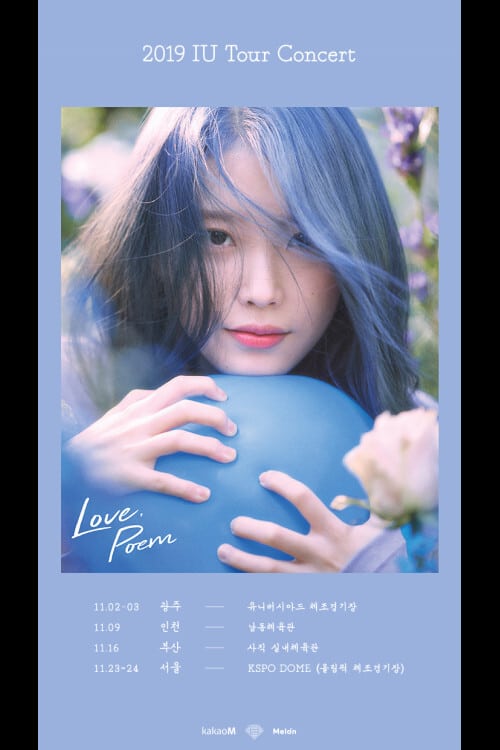 2019 IU Tour Concert
Love, Poem
11.02-03 광주 — 유니버시아드 체조경기장
11.09 인천 — 남동체육관
11.16 부산 — 사직 실내체육관
11.23~24 서울 — KSPO DOME (올림픽 체조경기장)
kakaoM Melon